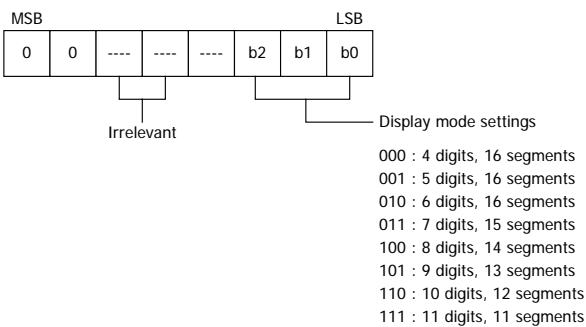 MSB LSB
0 0 ---- ---- ---- b2 b1 b0
Irrelevant
Display mode settings
000 : 4 digits, 16 segments
001 : 5 digits, 16 segments
010 : 6 digits, 16 segments
011 : 7 digits, 15 segments
100 : 8 digits, 14 segments
101 : 9 digits, 13 segments
110 : 10 digits, 12 segments
111 : 11 digits, 11 segments